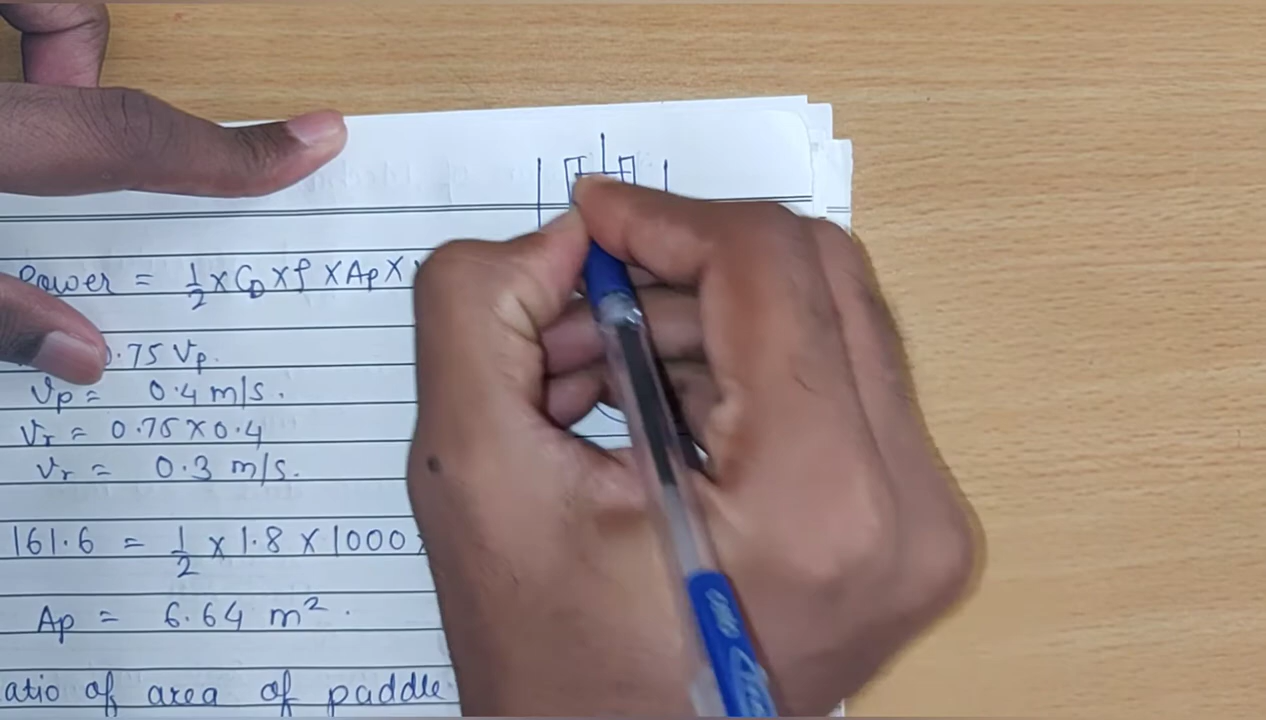 Power = 1/2 × C_D × ρ × Ap ×
0.75 Vp.
Vp = 0.4 m/s.
Vr = 0.75 × 0.4
Vr = 0.3 m/s.
161.6 = 1/2 × 1.8 × 1000 ×
Ap = 6.64 m².
atio of area of paddle